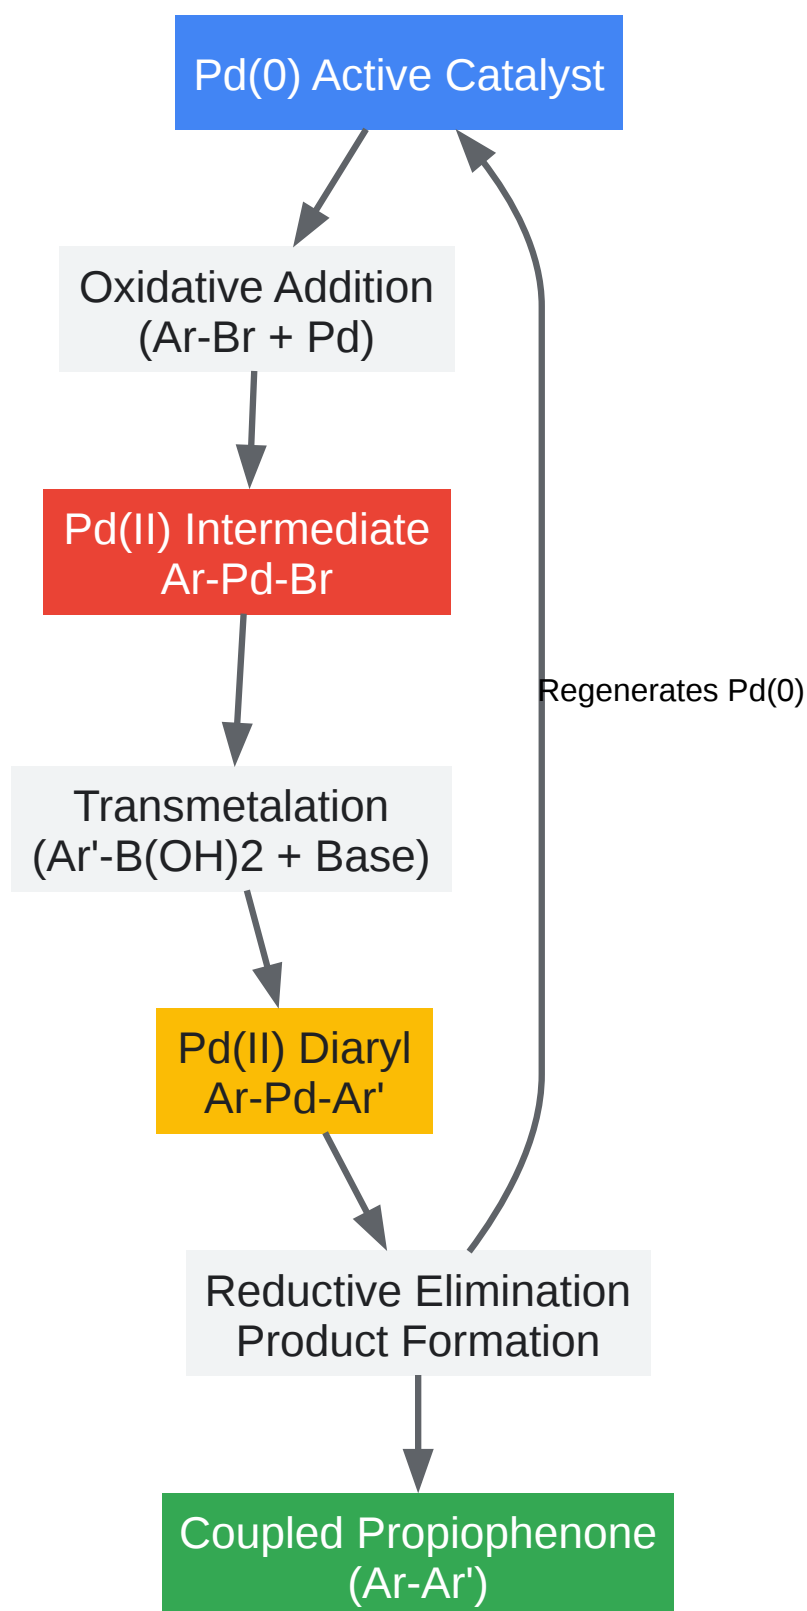 Pd(0) Active Catalyst
Oxidative Addition
(Ar-Br + Pd)
Pd(II) Intermediate
Ar-Pd-Br
Regenerates Pd(0)
Transmetalation
(Ar'-B(OH)2 + Base)
Pd(II) Diaryl
Ar-Pd-Ar'
Reductive Elimination
Product Formation
Coupled Propiophenone
(Ar-Ar')